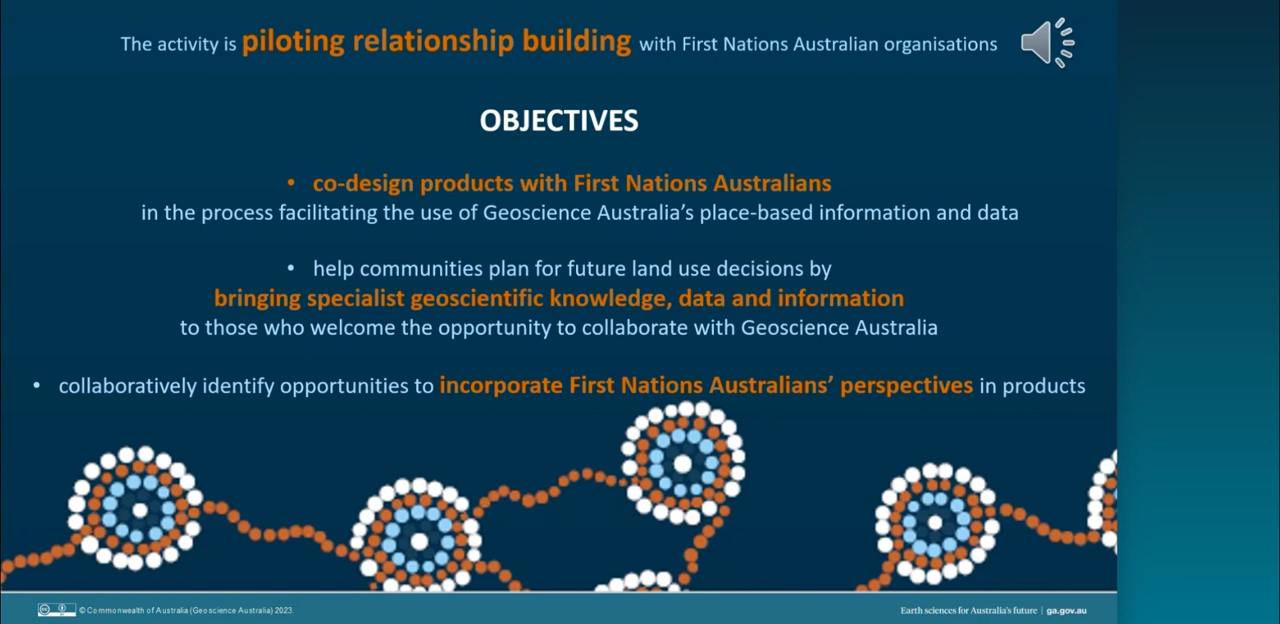 The activity is piloting relationship building with First Nations Australian organisations
OBJECTIVES
• co-design products with First Nations Australians
in the process facilitating the use of Geoscience Australia’s place-based information and data
• help communities plan for future land use decisions by
bringing specialist geoscientific knowledge, data and information
to those who welcome the opportunity to collaborate with Geoscience Australia
• collaboratively identify opportunities to incorporate First Nations Australians’ perspectives in products
© Commonwealth of Australia (Geoscience Australia) 2023.
Earth sciences for Australia’s future | ga.gov.au